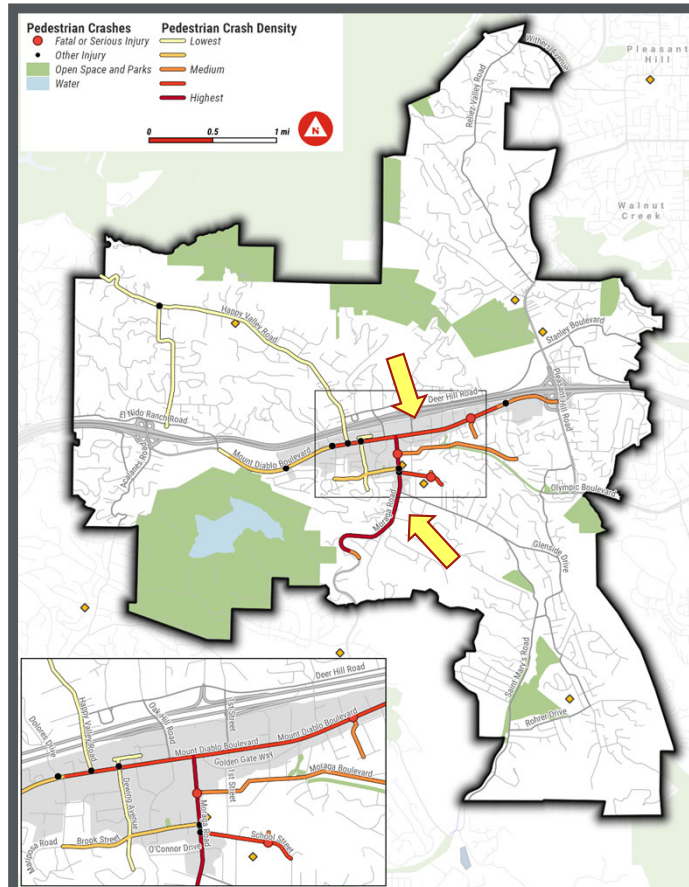 Pedestrian Crashes
Fatal or Serious Injury
Other Injury
Open Space and Parks
Water
Pedestrian Crash Density
Lowest
Medium
Highest
N
0
0.5
1 mi
Withers Avenue
Pleasant
Hill
Reliez Valley Road
Walnut
Creek
Happy Valley Road
Stanley Boulevard
Deer Hill Road
Pleasant Hill Road
El Nido Ranch Road
Mount Diablo Boulevard
Acalanes Road
Olympic Boulevard
Moraga Road
Glenside Drive
Saint Mary's Road
Rohrer Drive
Deer Hill Road
1st Street
Oak Hill Road
Happy Valley Road
Dolores Drive
Mount Diablo Boulevard
Mount Diablo Boulevard
Golden Gate Way
Moraga Boulevard
1st Street
Dewing Avenue
Moraga Road
School Street
Brook Street
O'Connor Drive
Mariposa Road